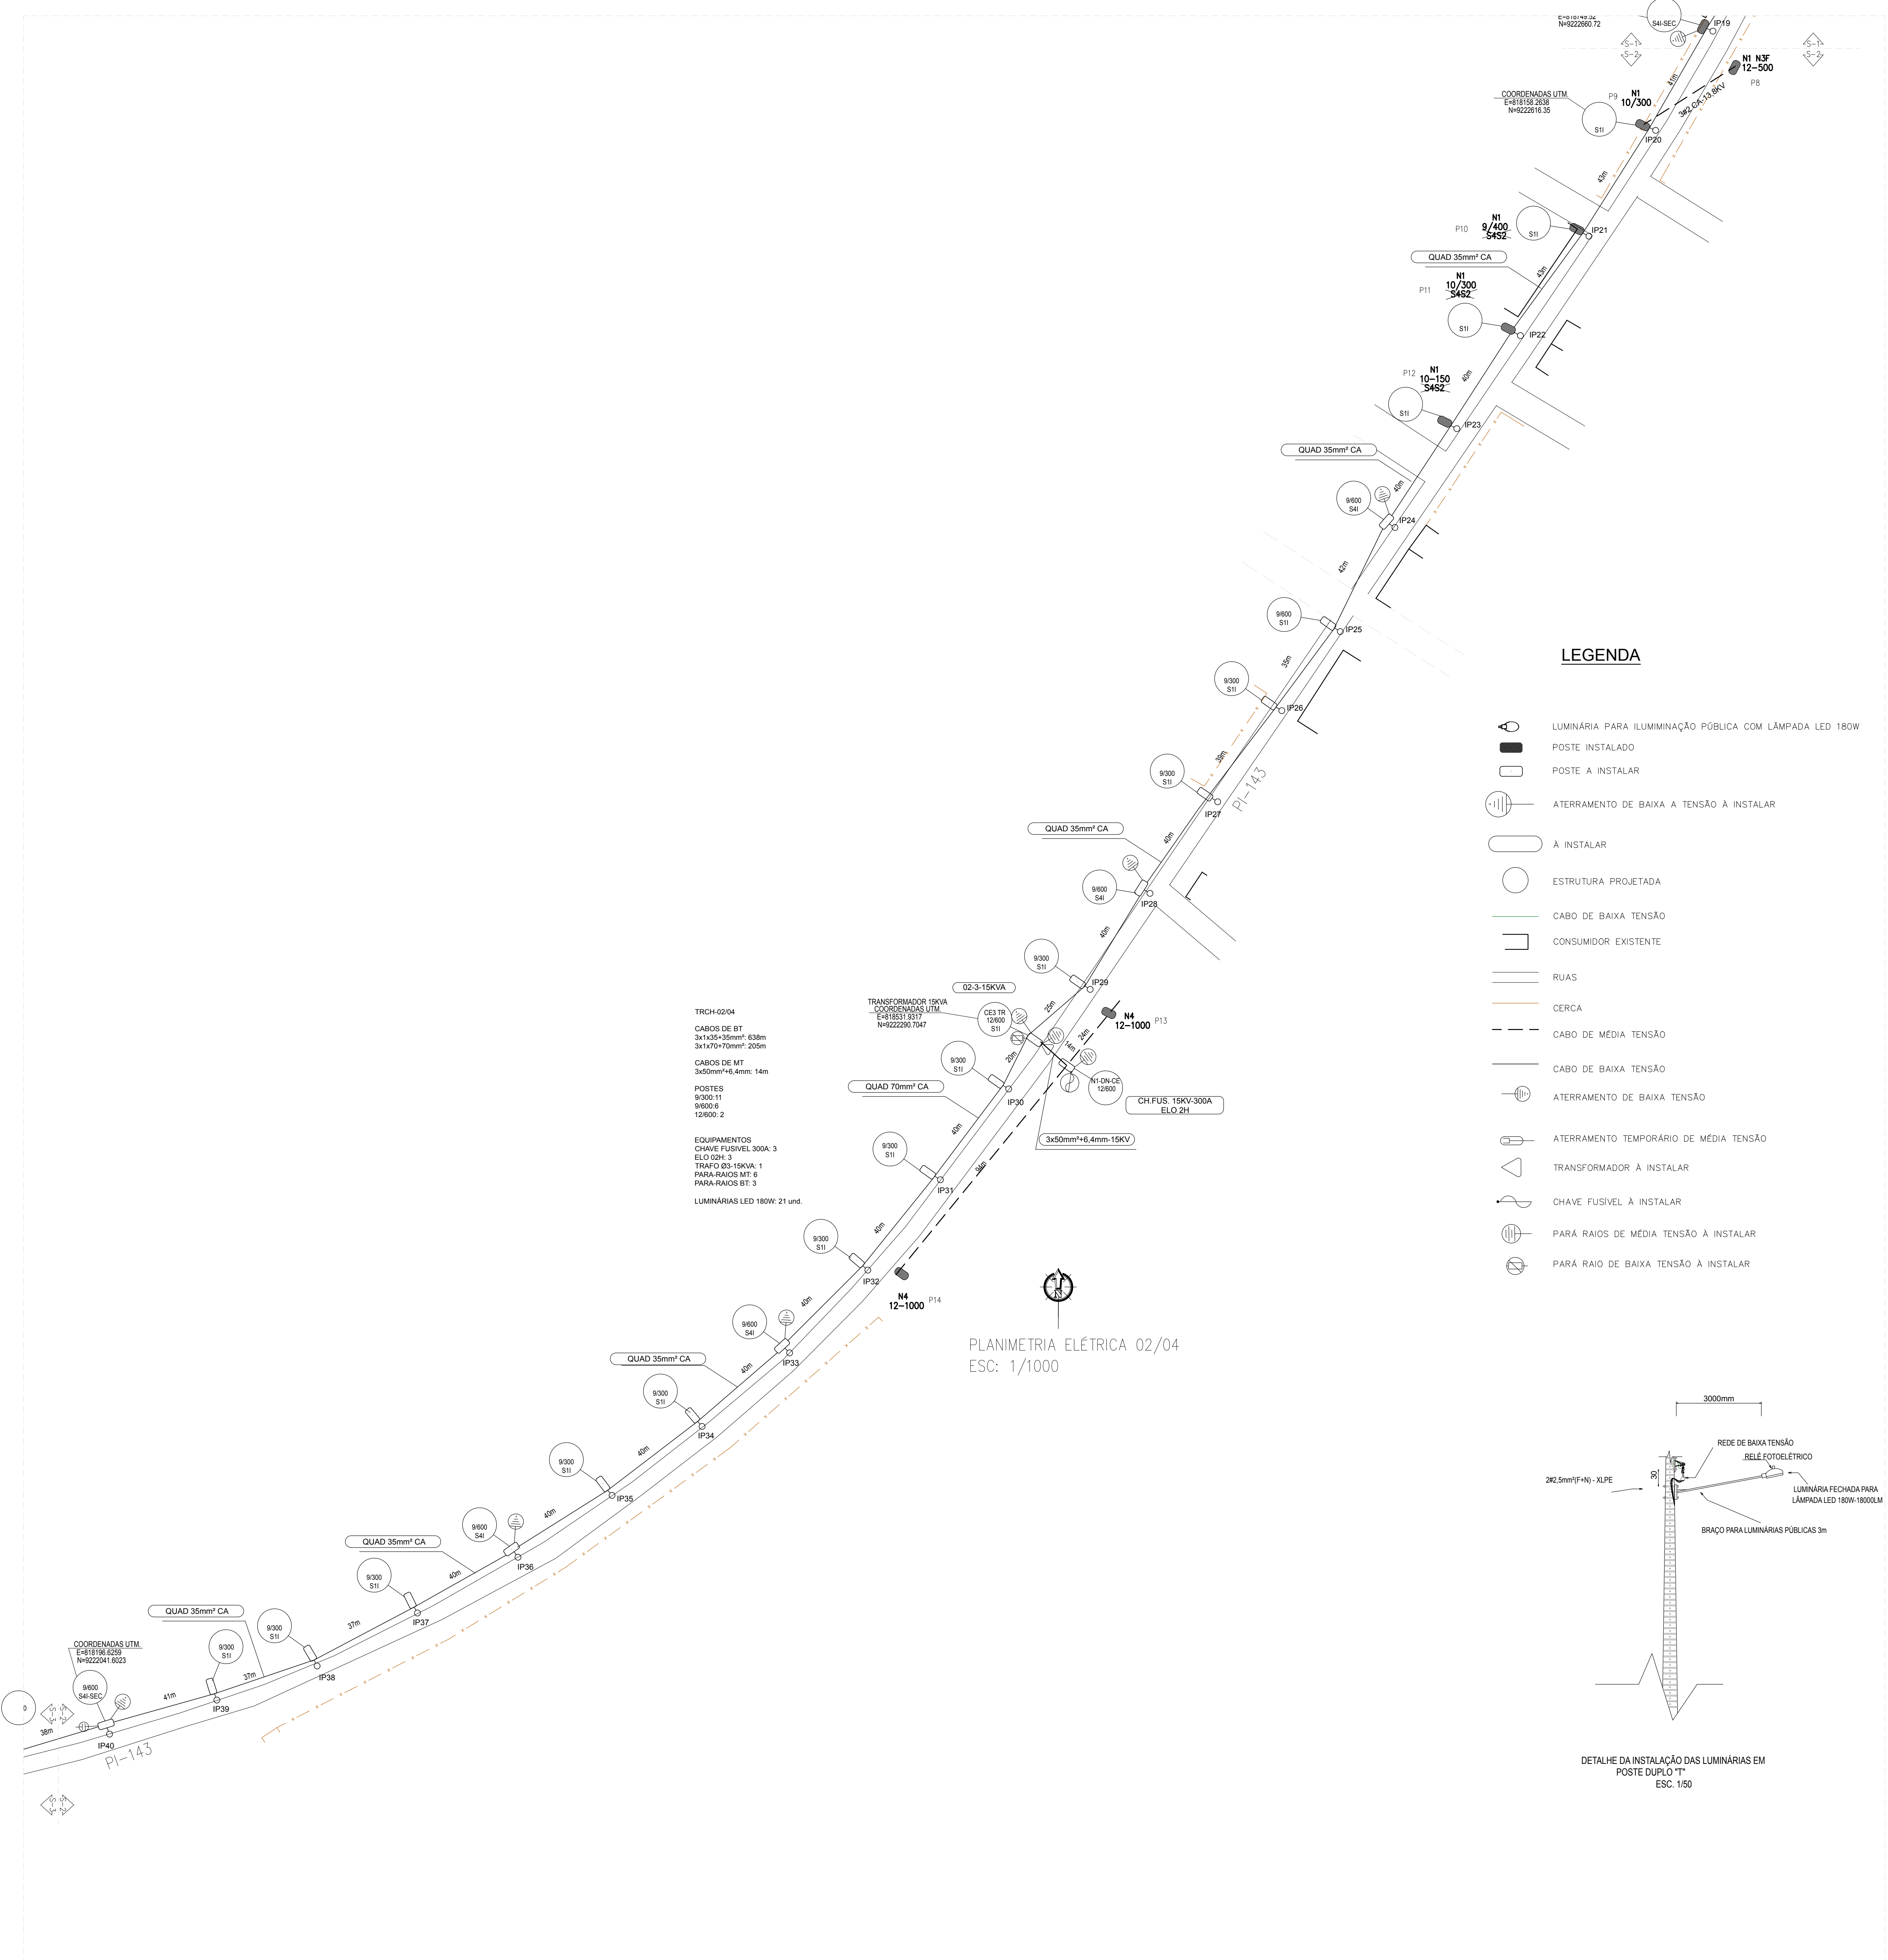 E=818749.52
N=9222660.72
S4I-SEC
IP19
S-1
S-2
S-1
S-2
N1 N3F
12-500
P8
41m
3#2-CA-13,8KV
COORDENADAS UTM.
E=818158.2638
N=9222616.35
P9
N1
10/300
S1I
IP20
43m
P10
N1
9/400
S4S2
S1I
IP21
QUAD 35mm² CA
43m
P11
N1
10/300
S4S2
S1I
IP22
40m
P12
N1
10-150
S4S2
S1I
IP23
QUAD 35mm² CA
40m
9/600
S4I
IP24
42m
9/600
S1I
IP25
35m
9/300
S1I
IP26
39m
9/300
S1I
IP27
PI-143
QUAD 35mm² CA
40m
9/600
S4I
IP28
40m
9/300
S1I
IP29
02-3-15KVA
TRANSFORMADOR 15KVA
COORDENADAS UTM.
E=818531.9317
N=9222290.7047
CE3 TR
12/600
S1I
25m
N4
12-1000
P13
24m
14m
20m
9/300
S1I
IP30
N1-DN-CE
12/600
CH.FUS. 15KV-300A
ELO 2H
3x50mm²+6,4mm-15KV
QUAD 70mm² CA
40m
94m
9/300
S1I
IP31
40m
9/300
S1I
IP32
N4
12-1000
P14
40m
9/600
S4I
IP33
QUAD 35mm² CA
40m
9/300
S1I
IP34
40m
9/300
S1I
IP35
40m
9/600
S4I
IP36
QUAD 35mm² CA
40m
9/300
S1I
IP37
37m
9/300
S1I
IP38
QUAD 35mm² CA
37m
9/300
S1I
IP39
41m
COORDENADAS UTM.
E=818196.6259
N=9222041.6023
9/600
S4I-SEC
IP40
38m
0
S-2
S-3
PI-143
S-2
S-3
TRCH-02/04
CABOS DE BT
3x1x35+35mm²: 638m
3x1x70+70mm²: 205m
CABOS DE MT
3x50mm²+6,4mm: 14m
POSTES
9/300:11
9/600:6
12/600: 2
EQUIPAMENTOS
CHAVE FUSIVEL 300A: 3
ELO 02H: 3
TRAFO Ø3-15KVA: 1
PARA-RAIOS MT: 6
PARA-RAIOS BT: 3
LUMINÁRIAS LED 180W: 21 und.
N
PLANIMETRIA ELÉTRICA 02/04
ESC: 1/1000
LEGENDA
LUMINÁRIA PARA ILUMIMINAÇÃO PÚBLICA COM LÂMPADA LED 180W
POSTE INSTALADO
POSTE A INSTALAR
ATERRAMENTO DE BAIXA A TENSÃO À INSTALAR
À INSTALAR
ESTRUTURA PROJETADA
CABO DE BAIXA TENSÃO
CONSUMIDOR EXISTENTE
RUAS
CERCA
CABO DE MÉDIA TENSÃO
CABO DE BAIXA TENSÃO
ATERRAMENTO DE BAIXA TENSÃO
ATERRAMENTO TEMPORÁRIO DE MÉDIA TENSÃO
TRANSFORMADOR À INSTALAR
CHAVE FUSÍVEL À INSTALAR
PARÁ RAIOS DE MÉDIA TENSÃO À INSTALAR
PARÁ RAIO DE BAIXA TENSÃO À INSTALAR
3000mm
REDE DE BAIXA TENSÃO
RELÉ FOTOELÉTRICO
30
2#2,5mm²(F+N) - XLPE
LUMINÁRIA FECHADA PARA
LÂMPADA LED 180W-18000LM
BRAÇO PARA LUMINÁRIAS PÚBLICAS 3m
DETALHE DA INSTALAÇÃO DAS LUMINÁRIAS EM
POSTE DUPLO "T"
ESC. 1/50